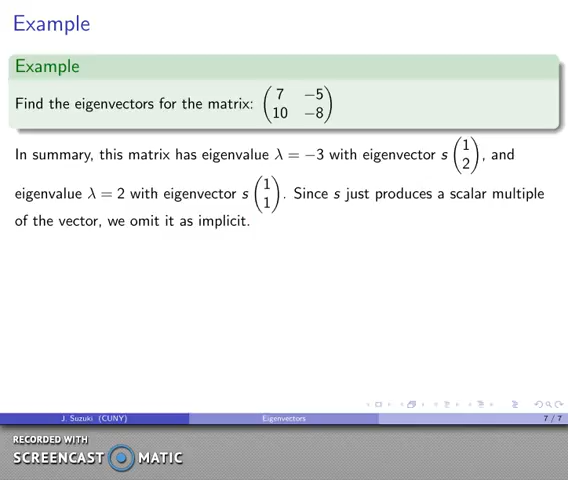 Example
Example
Find the eigenvectors for the matrix: (7 −5
10 −8)
In summary, this matrix has eigenvalue λ = −3 with eigenvector s (1
2) , and
eigenvalue λ = 2 with eigenvector s (1
1) . Since s just produces a scalar multiple
of the vector, we omit it as implicit.
J. Suzuki (CUNY) Eigenvectors 7 / 7
RECORDED WITH
SCREENCAST MATIC